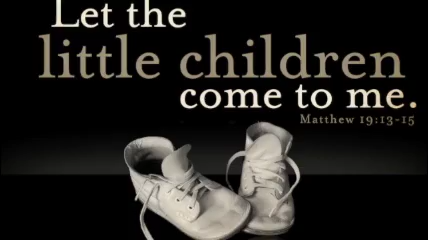 Let the
little children
come to me.
Matthew 19:13-15